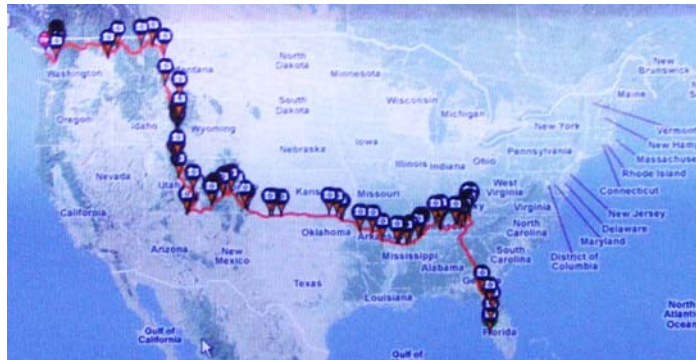 Washington
Montana
North
Dakota
Minnesota
New
Brunswick
Maine
Oregon
Idaho
Wyoming
South
Dakota
Wisconsin
Michigan
New York
Vermont
New Hamp
Massachuse
Rhode Island
Connecticut
New Jersey
Delaware
Maryland
District of
Columbia
Nebraska
Iowa
Illinois
Indiana
Ohio
Pennsylvania
Nevada
Utah
Kans
Missouri
West
Virginia
Virginia
California
Arizona
New
Mexico
Oklahoma
Arkans
North
Carolina
South
Carolina
Mississippi
Alabama
Ge
Texas
Louisiana
Florida
Gulf of
California
Gulf of
North
Atlantic
Ocean